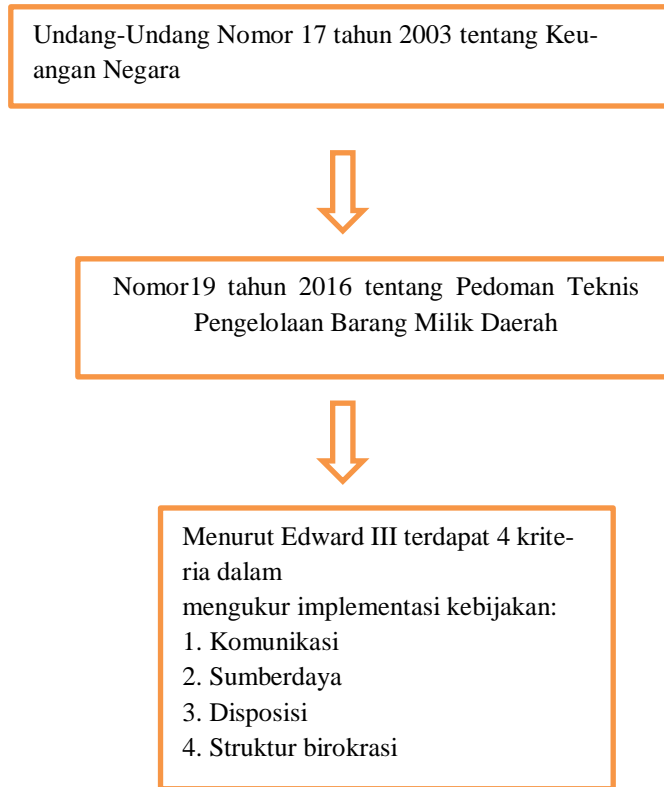 Undang-Undang Nomor 17 tahun 2003 tentang Keu-
angan Negara
Nomor19 tahun 2016 tentang Pedoman Teknis
Pengelolaan Barang Milik Daerah
Menurut Edward III terdapat 4 krite-
ria dalam
mengukur implementasi kebijakan:
1. Komunikasi
2. Sumberdaya
3. Disposisi
4. Struktur birokrasi